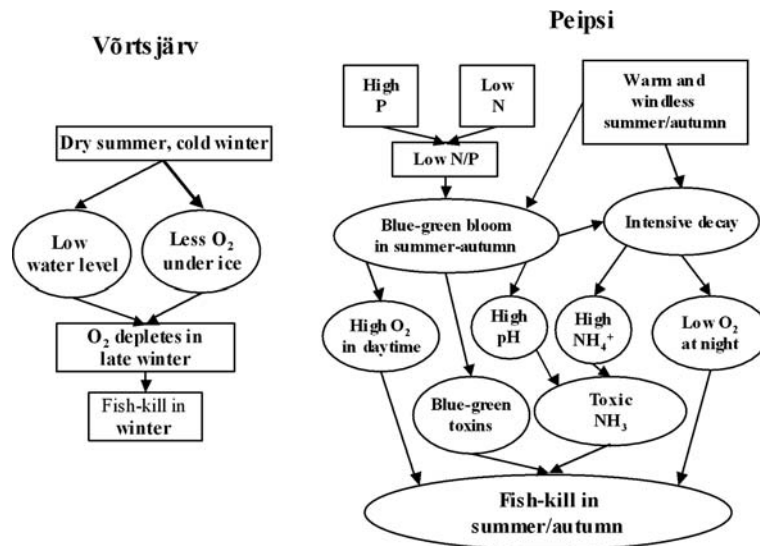 Võrtsjärv
Dry summer, cold winter
Low
water level
Less O₂
under ice
O₂ depletes in
late winter
Fish-kill in
winter
Peipsi
High
P
Low
N
Warm and
windless
summer/autumn
Low N/P
Blue-green bloom
in summer-autumn
Intensive decay
High O₂
in daytime
High
pH
High
NH₄⁺
Low O₂
at night
Blue-green
toxins
Toxic
NH₃
Fish-kill in
summer/autumn